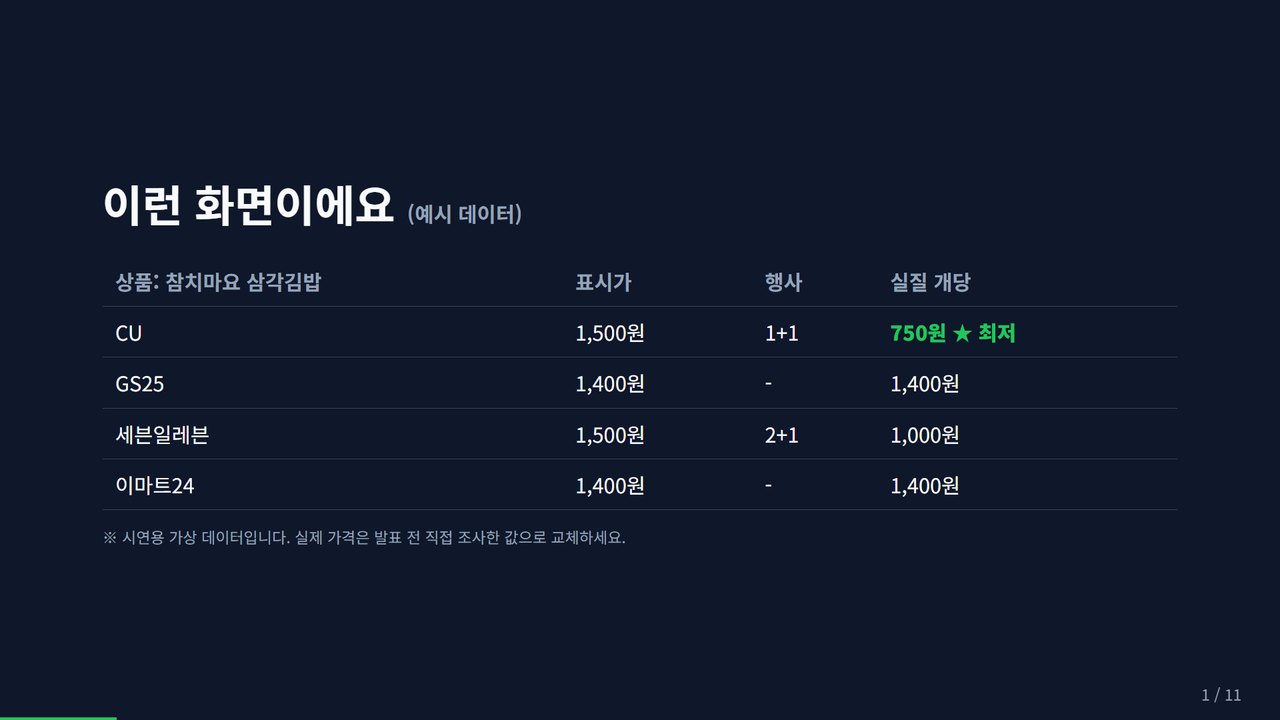 이런 화면이에요 (예시 데이터)
상품: 참치마요 삼각김밥 표시가 행사 실질 개당
CU 1,500원 1+1 750원 ★ 최저
GS25 1,400원 - 1,400원
세븐일레븐 1,500원 2+1 1,000원
이마트24 1,400원 - 1,400원
※ 시연용 가상 데이터입니다. 실제 가격은 발표 전 직접 조사한 값으로 교체하세요.
1 / 11